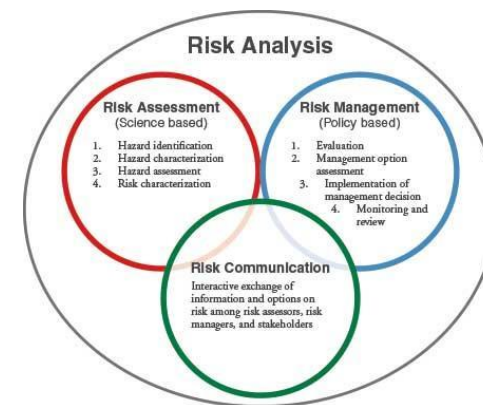 Risk Analysis
Risk Assessment
(Science based)
1. Hazard identification
2. Hazard characterization
3. Hazard assessment
4. Risk characterization
Risk Management
(Policy based)
1. Evaluation
2. Management option
assessment
3. Implementation of
management decision
4. Monitoring and
review
Risk Communication
Interactive exchange of
information and options on
risk among risk assessors, risk
managers, and stakeholders